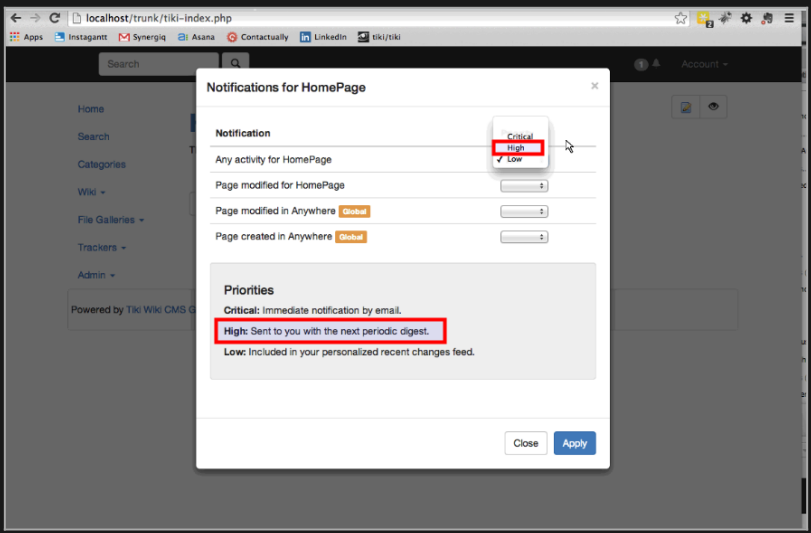 localhost/trunk/tiki-index.php
2
Apps Instagantt Synergiq Asana Contactually LinkedIn tiki/tiki
Search
1 Account
Notifications for HomePage ×
Home
Search
Categories
Wiki
File Galleries
Trackers
Admin
Powered by Tiki Wiki CMS G
Notification
Critical
High
✓ Low
Any activity for HomePage
Page modified for HomePage
Page modified in Anywhere Global
Page created in Anywhere Global
Priorities
Critical: Immediate notification by email.
High: Sent to you with the next periodic digest.
Low: Included in your personalized recent changes feed.
Close Apply